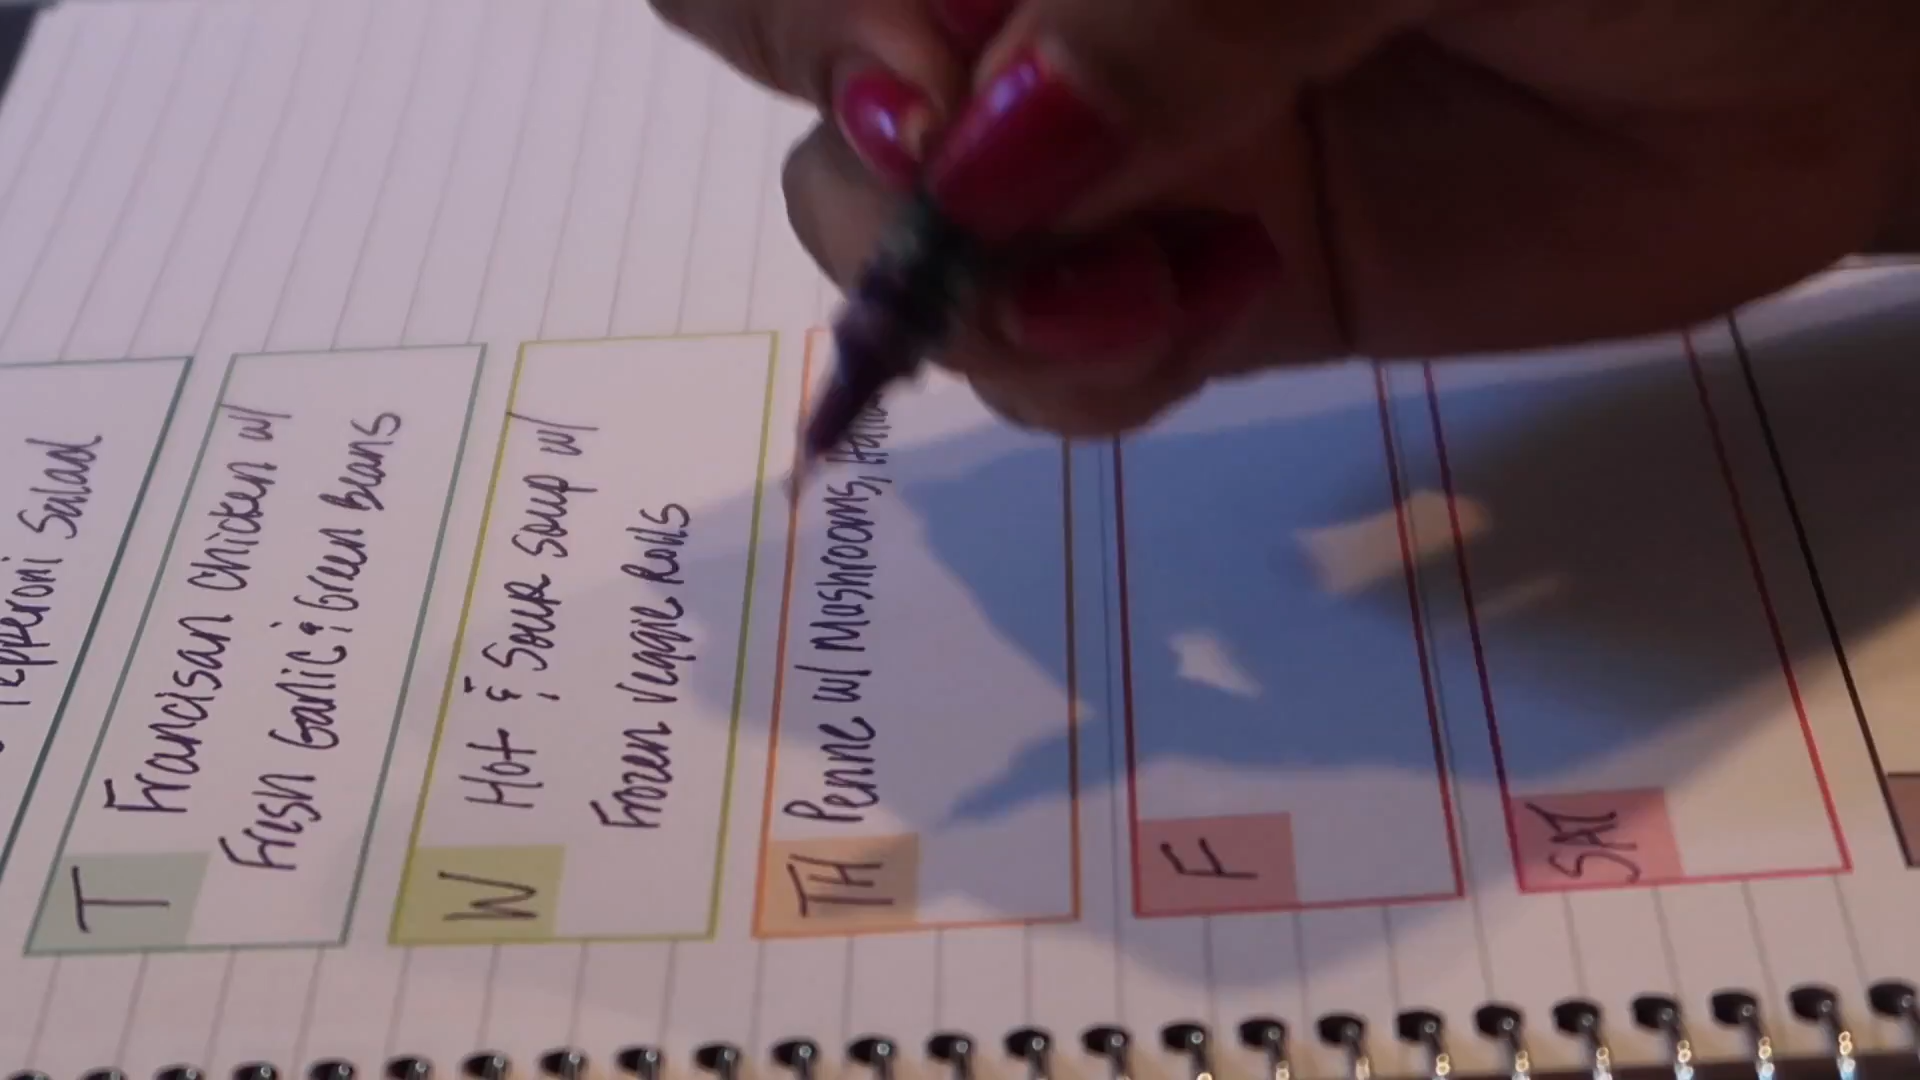 Pepperoni Salad
T
Francisan Chicken w/
Fresh Garlic & Green Beans
W
Hot & Sour Soup w/
Frozen Veggie Rolls
TH
Penne w/ Mushrooms,
F
SAT